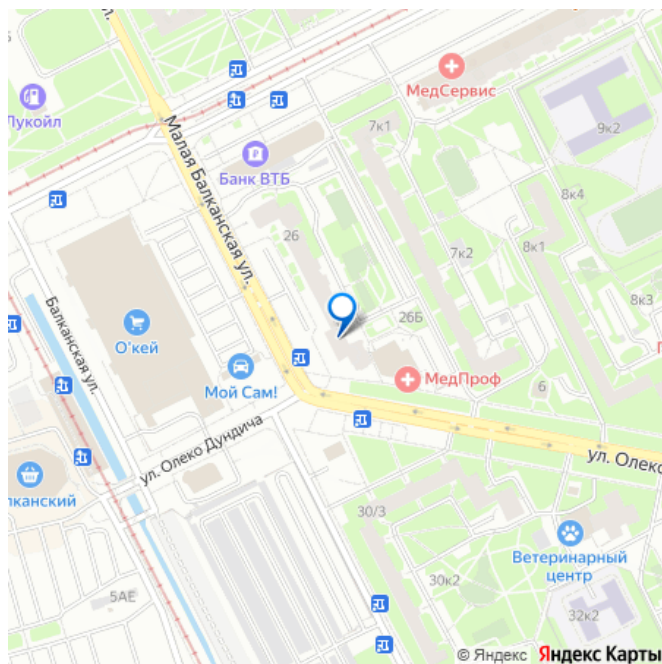 МедСервис
Лукойл
7к1
9к2
Малая Балканская ул.
Банк ВТБ
8к4
26
7к2
8к1
8к3
Балканская ул.
О'кей
26Б
Мой Сам!
МедПроф
6
ул. Олеко Дундича
ул. Олеко
лканский
30/3
Ветеринарный
центр
30к2
5АЕ
32к2
© Яндекс Яндекс Карты